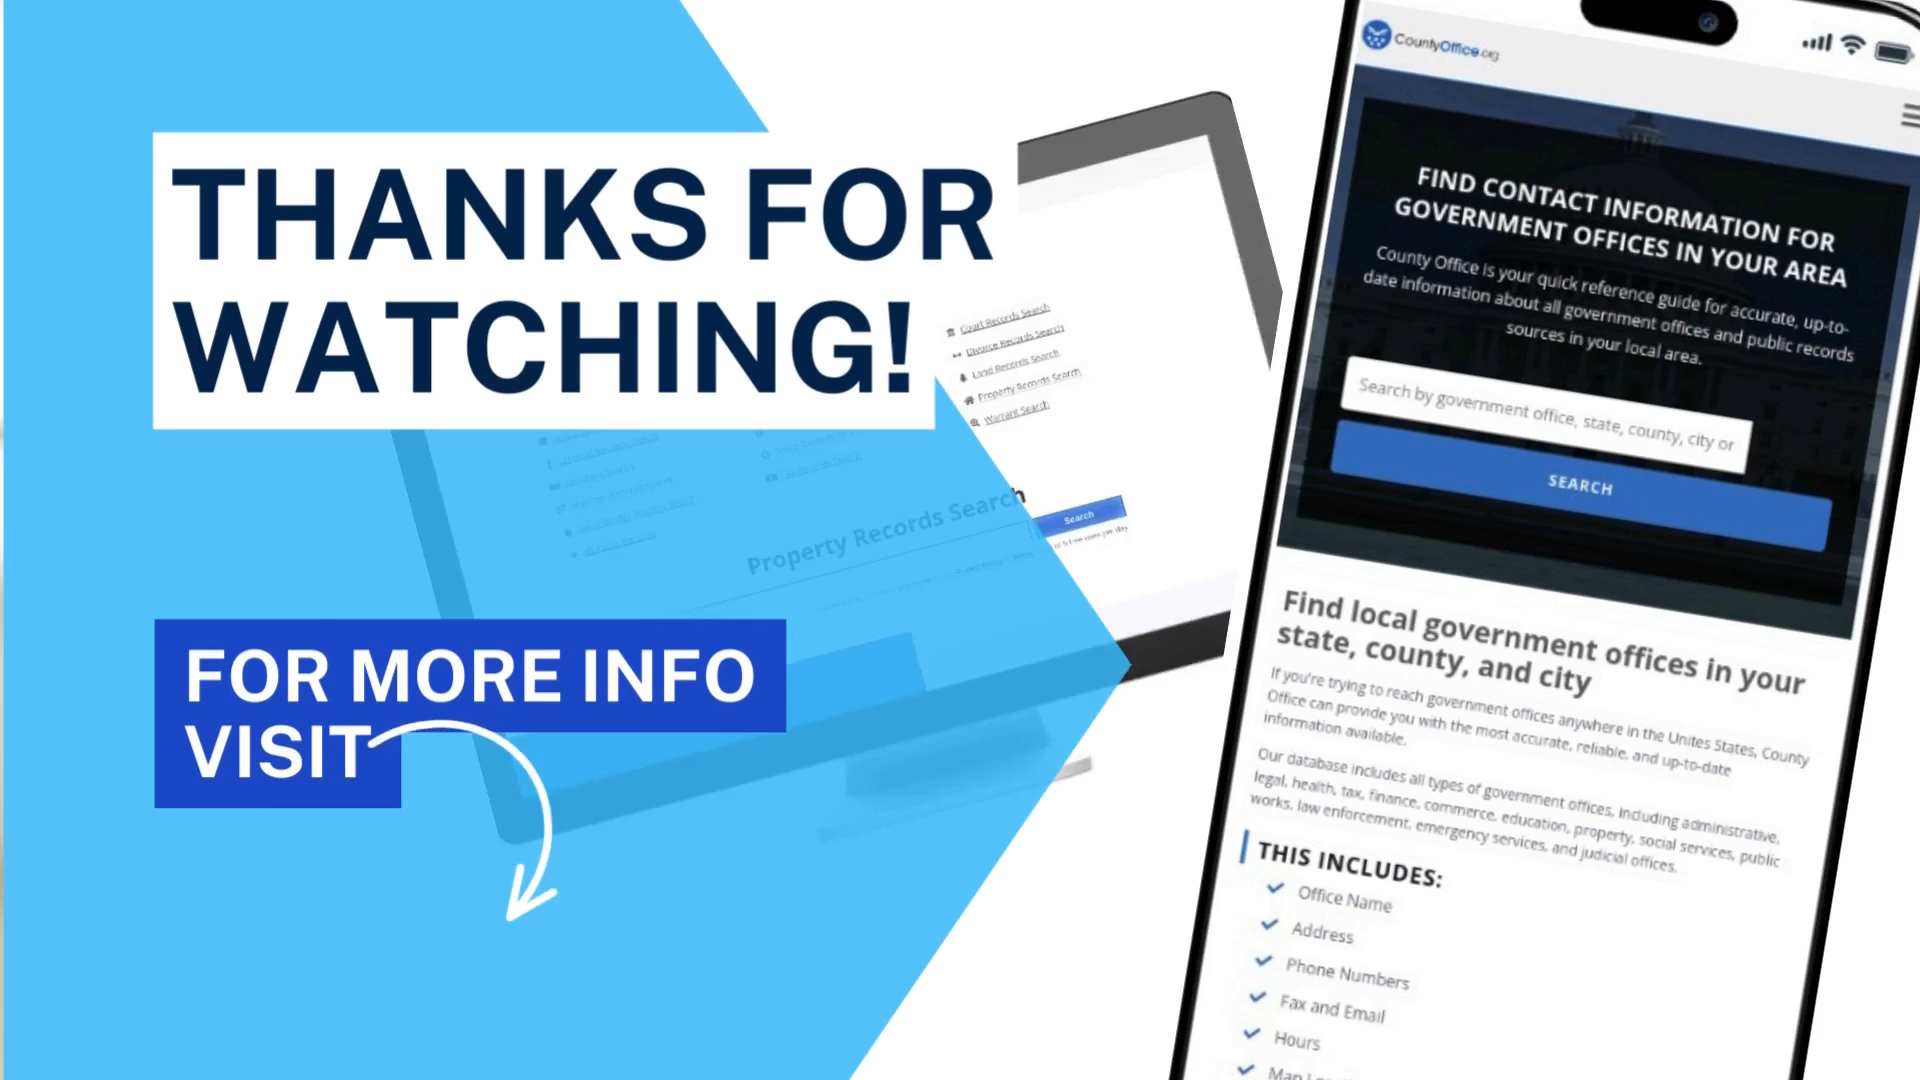 THANKS FOR
WATCHING!
FOR MORE INFO
VISIT
Court Records Search
Divorce Records Search
Land Records Search
Property Records Search
Warrant Search
Property Records Search
Search
of 5 free uses per day
CountyOffice.org
FIND CONTACT INFORMATION FOR
GOVERNMENT OFFICES IN YOUR AREA
County Office is your quick reference guide for accurate, up-to-
date information about all government offices and public records
sources in your local area.
Search by government office, state, county, city or
SEARCH
Find local government offices in your
state, county, and city
If you're trying to reach government offices anywhere in the Unites States, County
Office can provide you with the most accurate, reliable, and up-to-date
information available.
Our database includes all types of government offices, including administrative,
legal, health, tax, finance, commerce, education, property, social services, public
works, law enforcement, emergency services, and judicial offices.
THIS INCLUDES:
Office Name
Address
Phone Numbers
Fax and Email
Hours
Map